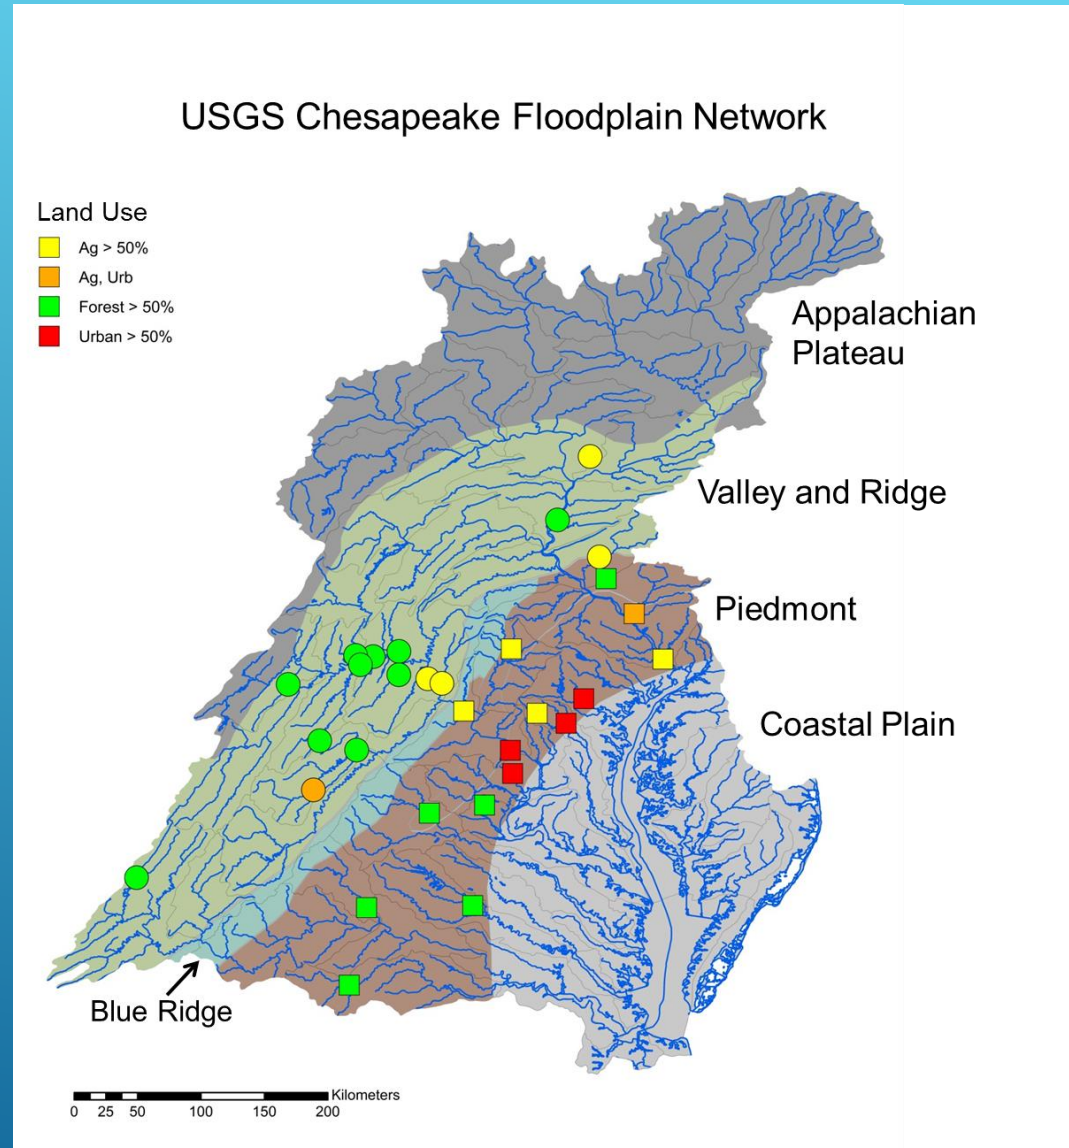 USGS Chesapeake Floodplain Network
Land Use
Ag > 50%
Ag, Urb
Forest > 50%
Urban > 50%
Appalachian
Plateau
Valley and Ridge
Piedmont
Coastal Plain
Blue Ridge
Kilometers
0 25 50 100 150 200